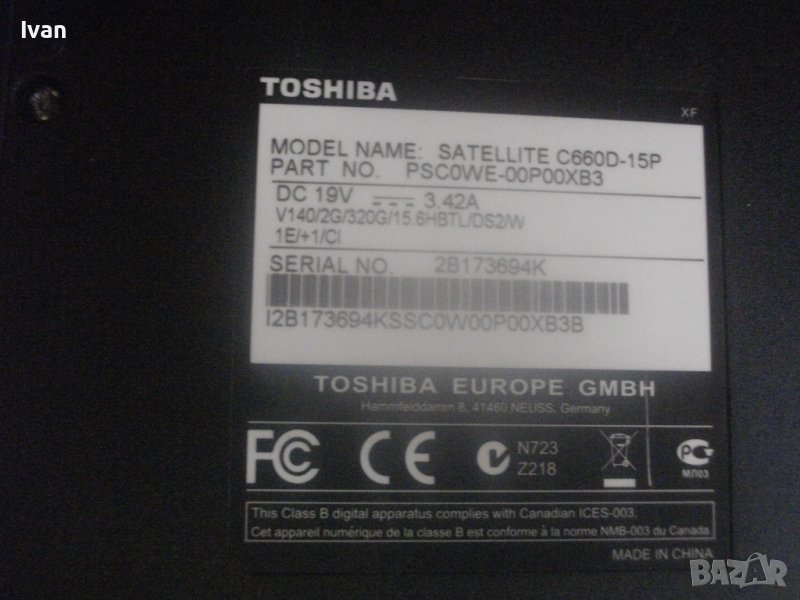 Ivan
TOSHIBA
XF
MODEL NAME: SATELLITE C660D-15P
PART NO. PSC0WE-00P00XB3
DC 19V 3.42A
V140/2G/320G/15.6HBTL/DS2/W
1E/+1/CI
SERIAL NO. 2B173694K
I2B173694KSSC0W00P00XB3B
TOSHIBA EUROPE GMBH
Hammfelddamm 8, 41460 NEUSS, Germany
FC CE N723
Z218
PC
МЛ03
This Class B digital apparatus complies with Canadian ICES-003.
Cet appareil numérique de la classe B est conforme à la norme NMB-003 du Canada.
MADE IN CHINA
BAZAR